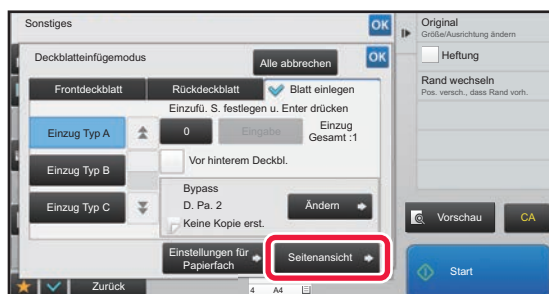 Sonstiges
OK
Deckblatteinfügemodus
Alle abbrechen
OK
Frontdeckblatt
Rückdeckblatt
Blatt einlegen
Einzufü. S. festlegen u. Enter drücken
Einzug Typ A
0
Eingabe
Einzug
Gesamt :1
Einzug Typ B
Vor hinterem Deckbl.
Einzug Typ C
Bypass
D. Pa. 2
Keine Kopie erst.
Ändern
Einstellungen für
Papierfach
Seitenansicht
Zurück
4 A4
Original
Größe/Ausrichtung ändern
Heftung
Rand wechseln
Pos. versch., dass Rand vorh.
Vorschau
CA
Start